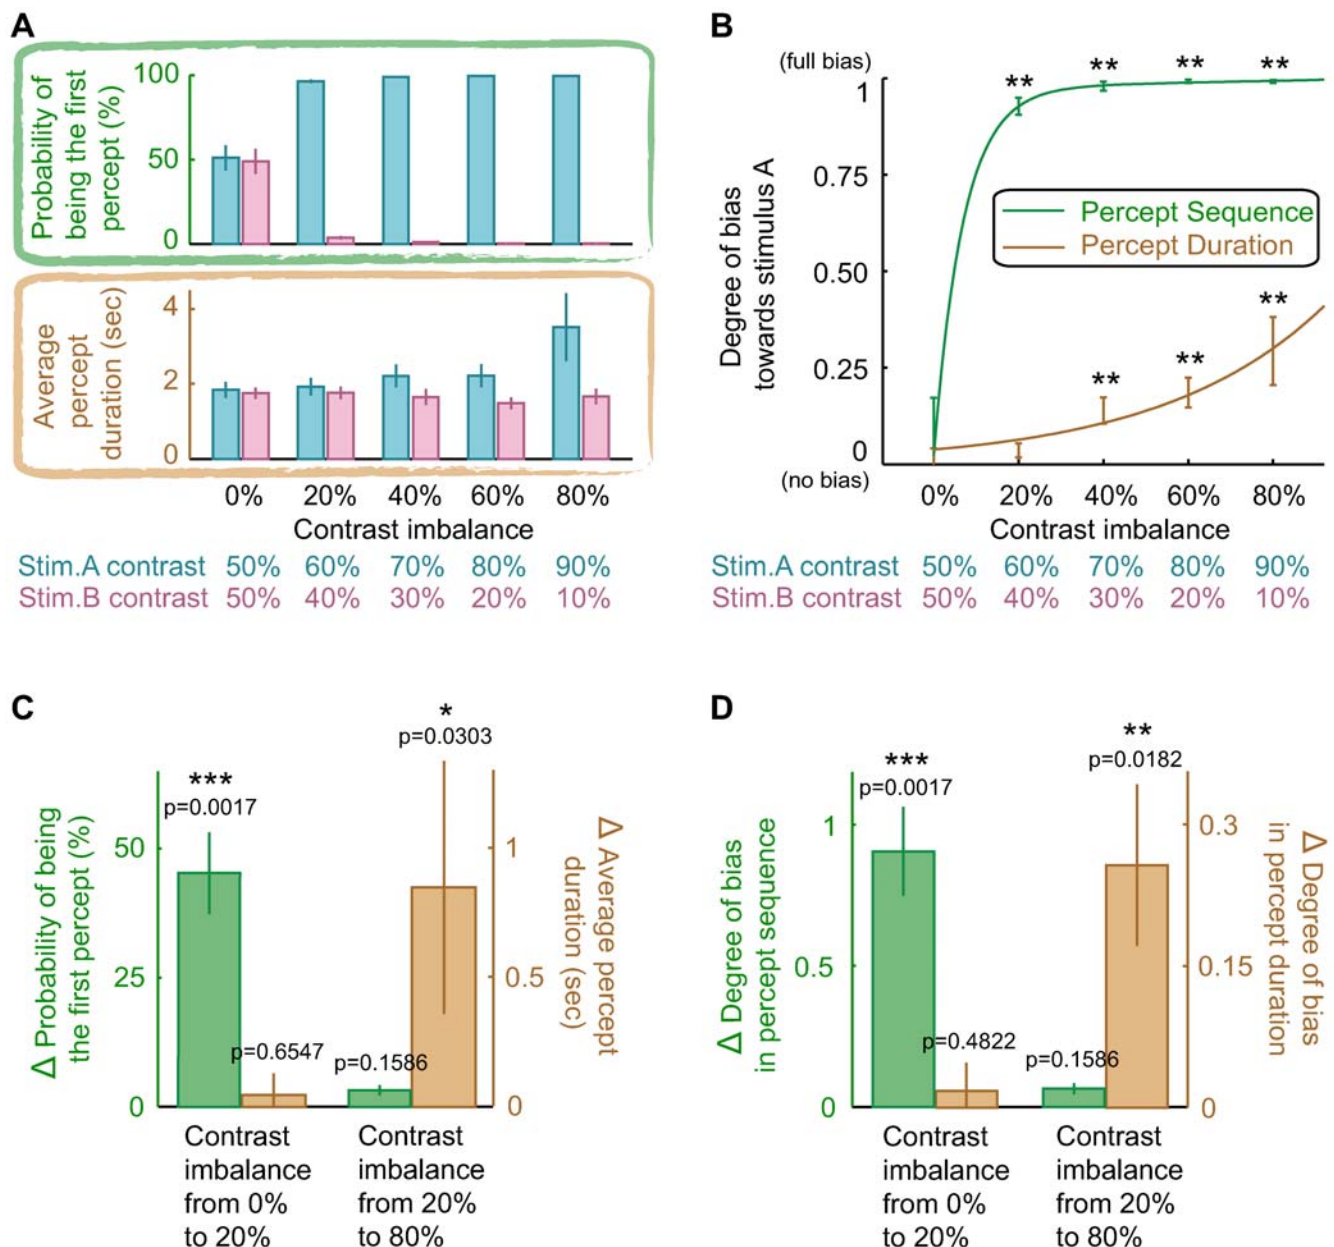 A
Probability of
being the first
percept (%)
100
50
0
Average
percept
duration (sec)
4
2
0
0% 20% 40% 60% 80%
Contrast imbalance
Stim.A contrast 50% 60% 70% 80% 90%
Stim.B contrast 50% 40% 30% 20% 10%
B
(full bias)
1
0.75
0.50
0.25
0
(no bias)
Degree of bias
towards stimulus A
** ** ** **
Percept Sequence
Percept Duration
** ** **
0% 20% 40% 60% 80%
Contrast imbalance
Stim.A contrast 50% 60% 70% 80% 90%
Stim.B contrast 50% 40% 30% 20% 10%
C
Δ Probability of being
the first percept (%)
50
25
0
***
p=0.0017
p=0.6547
p=0.1586
*
p=0.0303
1
0.5
0
Δ Average percept
duration (sec)
Contrast
imbalance
from 0%
to 20%
Contrast
imbalance
from 20%
to 80%
D
Δ Degree of bias
in percept sequence
1
0.5
0
***
p=0.0017
p=0.4822
p=0.1586
**
p=0.0182
0.3
0.15
0
Δ Degree of bias
in percept duration
Contrast
imbalance
from 0%
to 20%
Contrast
imbalance
from 20%
to 80%